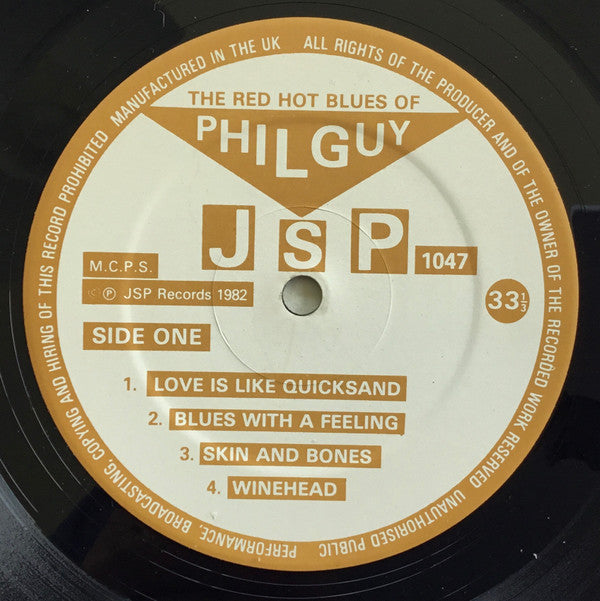 MANUFACTURED IN THE UK   ALL RIGHTS OF THE PRODUCER AND OF THE OWNER OF THE RECORDED WORK RESERVED   UNAUTHORISED PUBLIC PERFORMANCE, BROADCASTING, COPYING AND HIRING OF THIS RECORD PROHIBITED
THE RED HOT BLUES OF
PHIL GUY
JSP 1047
M.C.P.S.
℗ JSP Records 1982
33⅓
SIDE ONE
1. LOVE IS LIKE QUICKSAND
2. BLUES WITH A FEELING
3. SKIN AND BONES
4. WINEHEAD